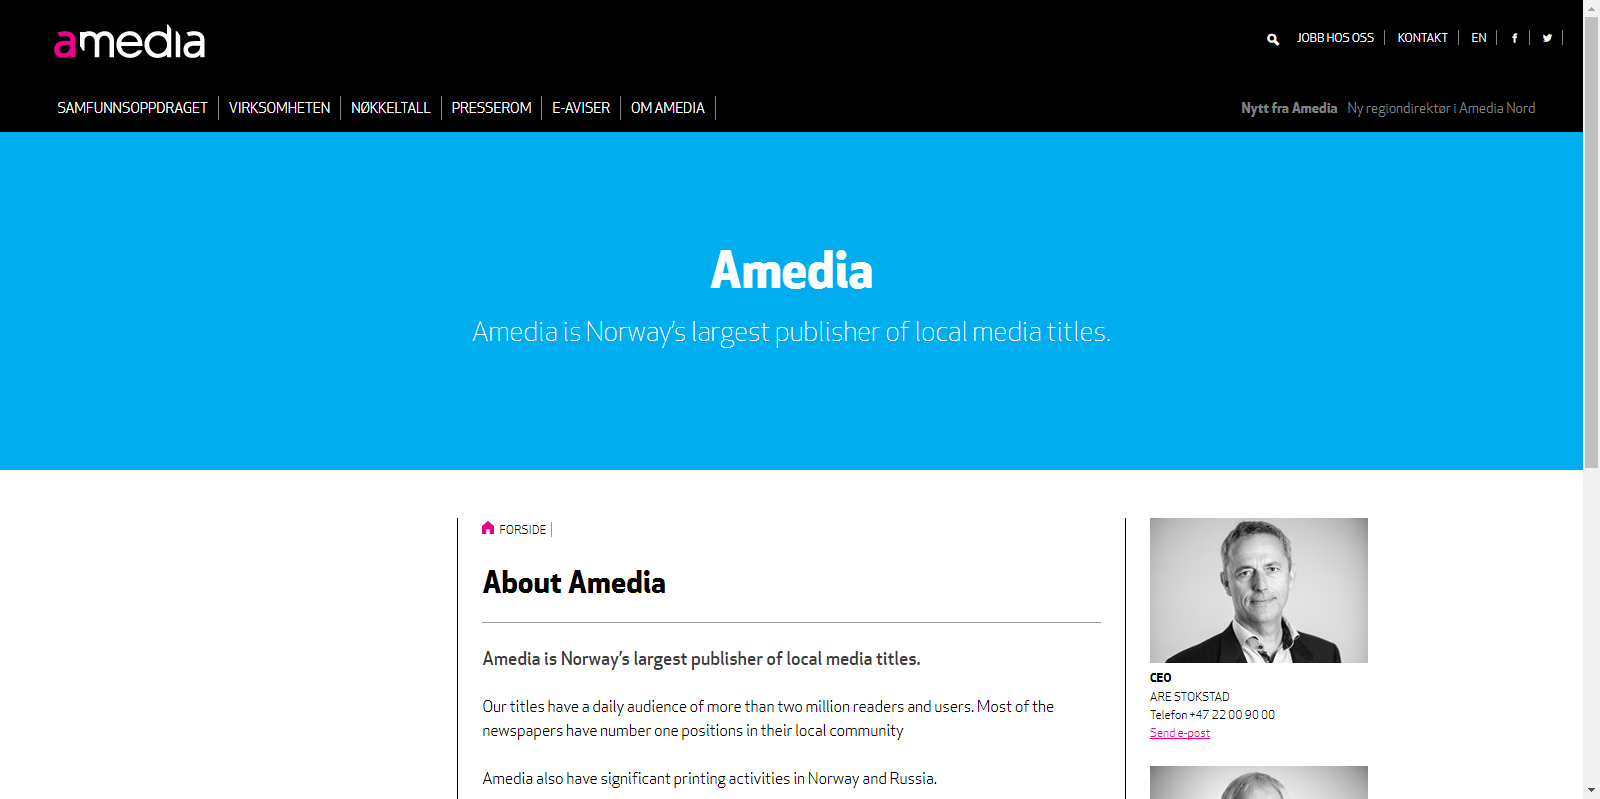 amedia
JOBB HOS OSS
KONTAKT
EN
SAMFUNNSOPPDRAGET
VIRKSOMHETEN
NØKKELTALL
PRESSEROM
E-AVISER
OM AMEDIA
Nytt fra Amedia Ny regiondirektør i Amedia Nord
Amedia
Amedia is Norway's largest publisher of local media titles.
FORSIDE
About Amedia
Amedia is Norway's largest publisher of local media titles.
Our titles have a daily audience of more than two million readers and users. Most of the
newspapers have number one positions in their local community
Amedia also have significant printing activities in Norway and Russia.
CEO
ARE STOKSTAD
Telefon +47 22 00 90 00
Send e-post